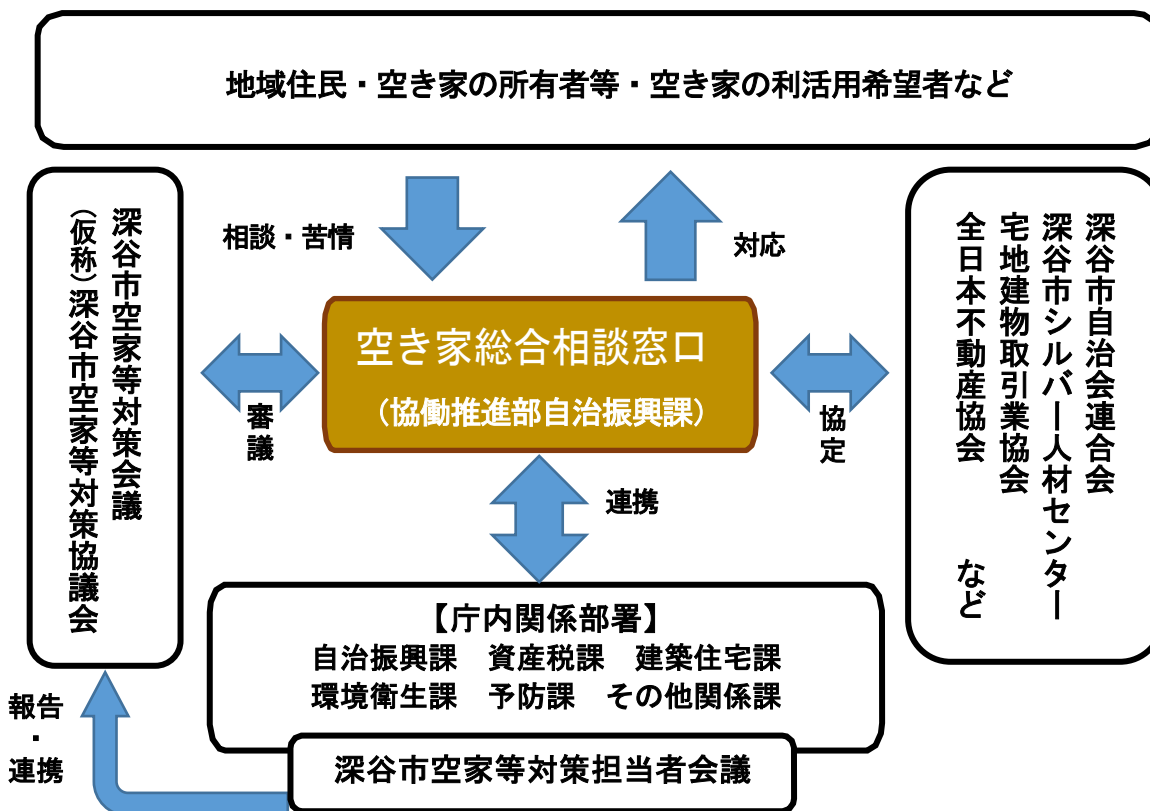 地域住民・空き家の所有者等・空き家の利活用希望者など
相談・苦情
対応
深谷市空家等対策会議
（仮称）深谷市空家等対策協議会
審議
空き家総合相談窓口
（協働推進部自治振興課）
協定
深谷市自治会連合会
深谷市シルバー人材センター
宅地建物取引業協会
全日本不動産協会　など
連携
【庁内関係部署】
自治振興課　資産税課　建築住宅課
環境衛生課　予防課　その他関係課
深谷市空家等対策担当者会議
報告
・
連携